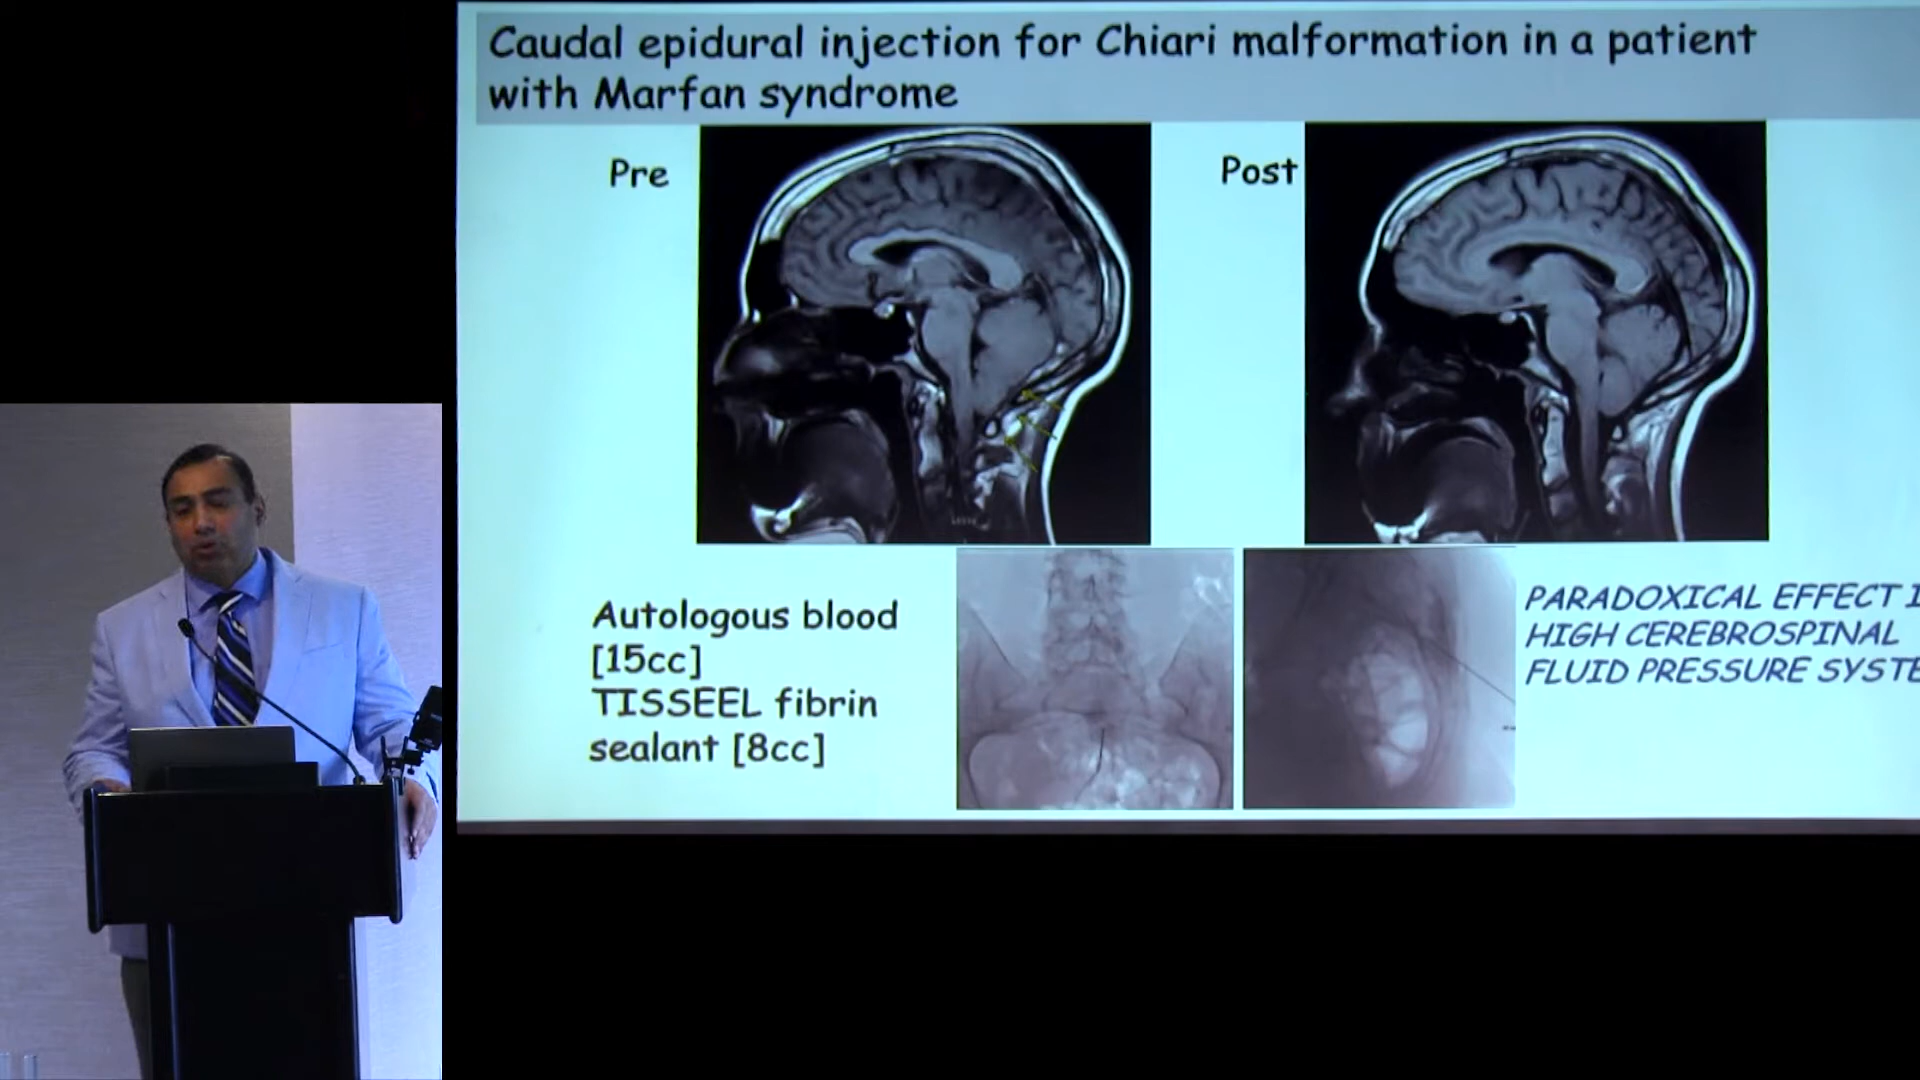 Caudal epidural injection for Chiari malformation in a patient
with Marfan syndrome
Pre
Post
Autologous blood
[15cc]
TISSEEL fibrin
sealant [8cc]
PARADOXICAL EFFECT I
HIGH CEREBROSPINAL
FLUID PRESSURE SYSTE